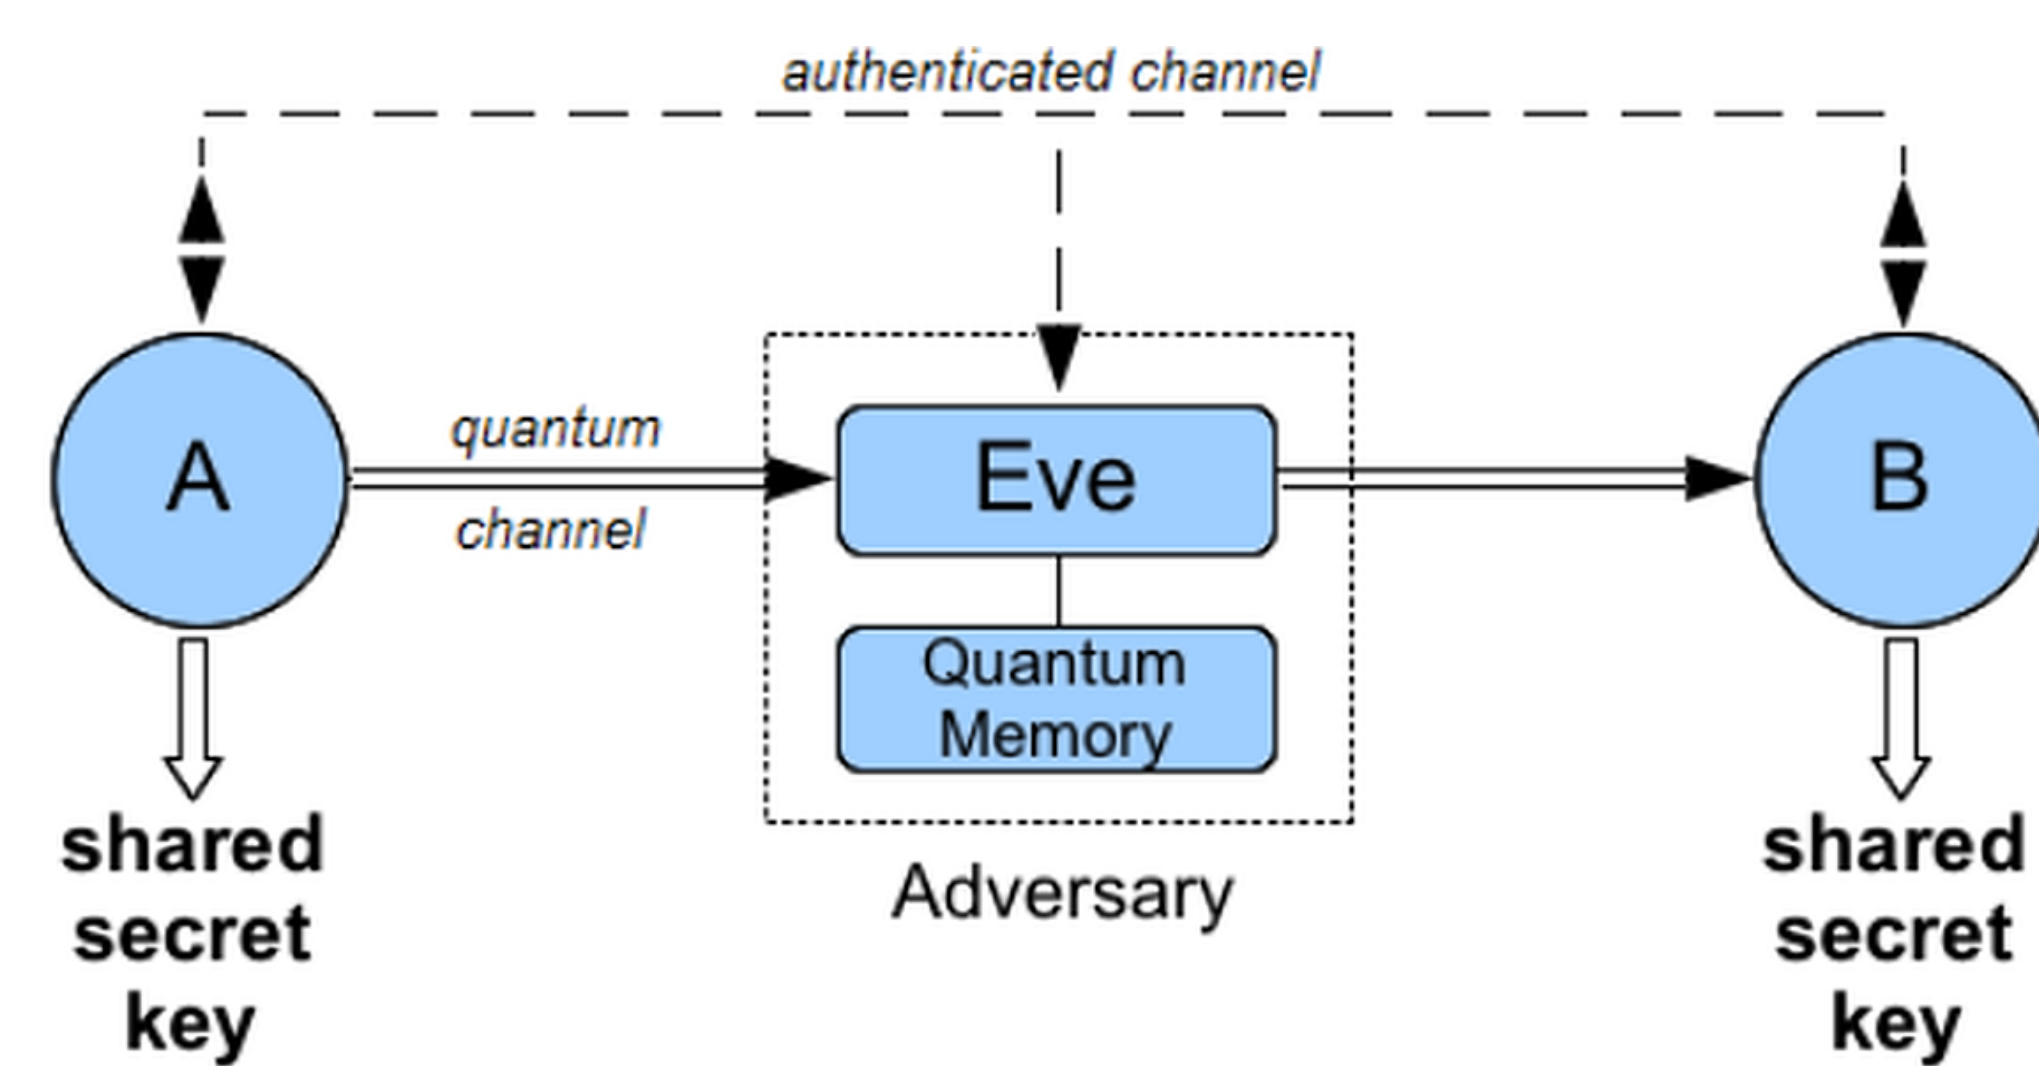 authenticated channel
A
quantum
channel
Eve
B
Quantum
Memory
Adversary
shared
secret
key
shared
secret
key